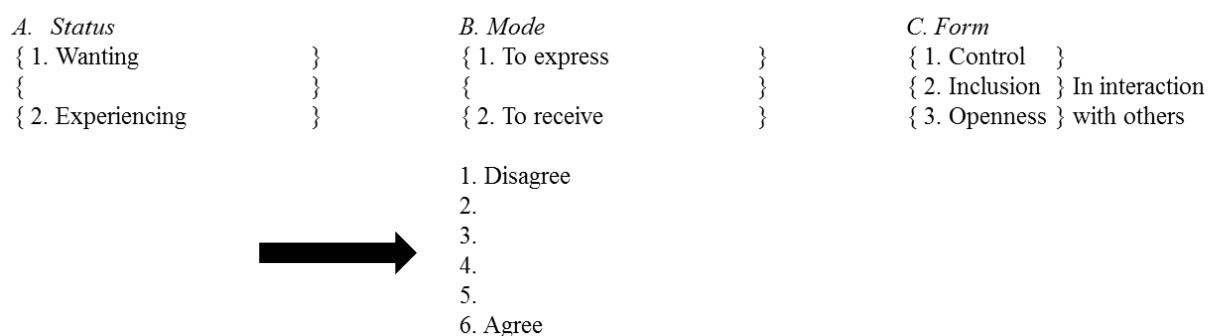 A. Status B. Mode C. Form
{ 1. Wanting } { 1. To express } { 1. Control }
{ } { } { 2. Inclusion } In interaction
{ 2. Experiencing } { 2. To receive } { 3. Openness } with others
1. Disagree
2.
3.
4.
5.
6. Agree